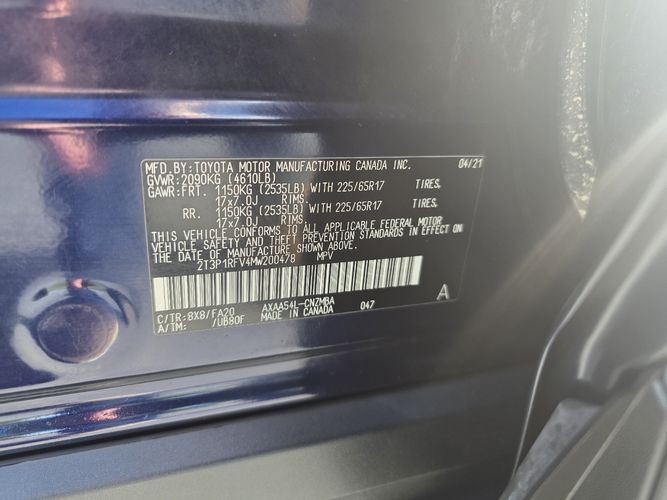 MFD.BY:TOYOTA MOTOR MANUFACTURING CANADA INC. 04/21
GVWR:2090KG (4610LB)
GAWR:FRT. 1150KG (2535LB) WITH 225/65R17 TIRES,
17x7.0J RIMS.
RR. 1150KG (2535LB) WITH 225/65R17 TIRES,
17x7.0J RIMS.
THIS VEHICLE CONFORMS TO ALL APPLICABLE FEDERAL MOTOR
VEHICLE SAFETY AND THEFT PREVENTION STANDARDS IN EFFECT ON
THE DATE OF MANUFACTURE SHOWN ABOVE.
2T3P1RFV4MW200478 MPV
C/TR:8X8/FA20 AXAA54L-CNZMBA 047 A
A/TM: /UB80F MADE IN CANADA